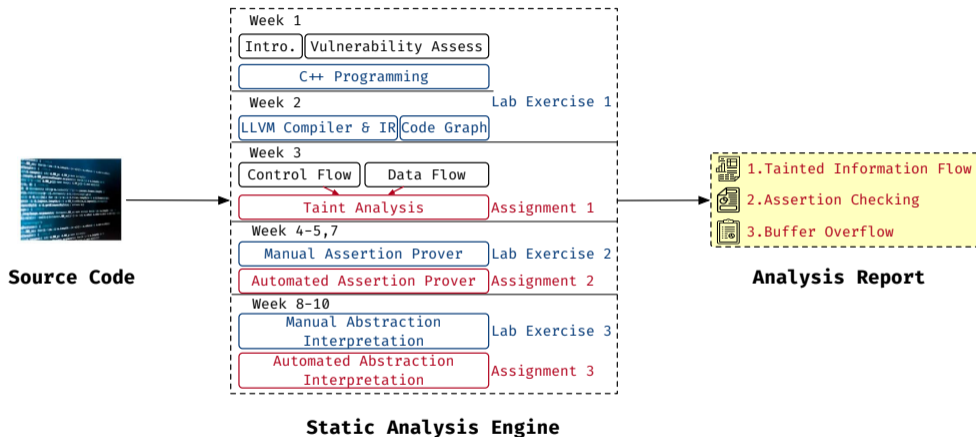 Week 1
Intro.
Vulnerability Assess
C++ Programming
Lab Exercise 1
Week 2
LLVM Compiler & IR
Code Graph
Week 3
Control Flow
Data Flow
Taint Analysis
Assignment 1
Week 4-5,7
Manual Assertion Prover
Lab Exercise 2
Automated Assertion Prover
Assignment 2
Week 8-10
Manual Abstraction
Interpretation
Lab Exercise 3
Automated Abstraction
Interpretation
Assignment 3
Source Code
Static Analysis Engine
1.Tainted Information Flow
2.Assertion Checking
3.Buffer Overflow
Analysis Report